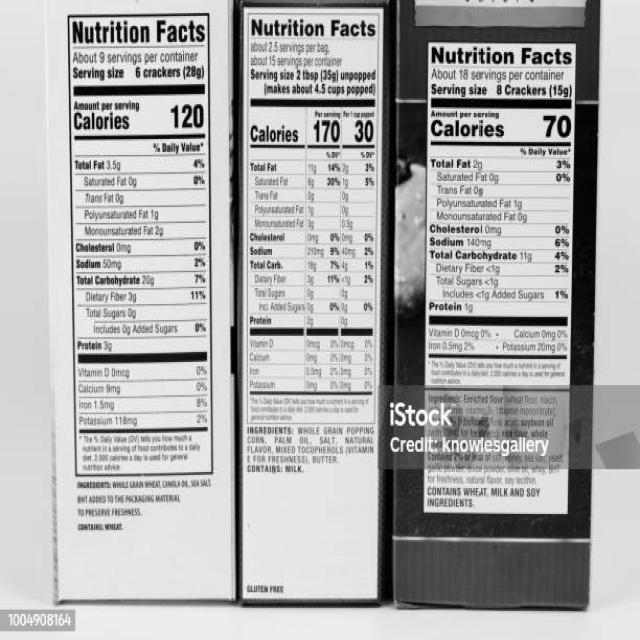 Nutrition Facts
About 9 servings per container
Serving size 6 crackers (28g)
Amount per serving
Calories 120
% Daily Value*
Total Fat 3.5g 4%
Saturated Fat 0g 0%
Trans Fat 0g
Polyunsaturated Fat 1g
Monounsaturated Fat 2g
Cholesterol 0mg 0%
Sodium 50mg 2%
Total Carbohydrate 20g 7%
Dietary Fiber 3g 11%
Total Sugars 0g
Includes 0g Added Sugars 0%
Protein 3g
Vitamin D 0mcg 0%
Calcium 9mg 0%
Iron 1.5mg 8%
Potassium 118mg 2%
* The % Daily Value (DV) tells you how much a
nutrient in a serving of food contributes to a daily
diet. 2,000 calories a day is used for general
nutrition advice.
INGREDIENTS: WHOLE GRAIN WHEAT, CANOLA OIL, SEA SALT.
BHT ADDED TO THE PACKAGING MATERIAL
TO PRESERVE FRESHNESS.
CONTAINS: WHEAT.
Nutrition Facts
about 2.5 servings per bag,
about 15 servings per container
Serving size 2 tbsp (35g) unpopped
(makes about 4.5 cups popped)
Per serving Per 1 cup popped
Calories 170 30
% DV* % DV*
Total Fat 11g 14% 2g 3%
Saturated Fat 6g 30% 1g 5%
Trans Fat 0g 0g
Polyunsaturated Fat 1g 0g
Monounsaturated Fat 3g 0.5g
Cholesterol 0mg 0% 0mg 0%
Sodium 210mg 9% 40mg 2%
Total Carb. 18g 7% 4g 1%
Dietary Fiber 3g 11% <1g 2%
Total Sugars 0g 0g
Incl. Added Sugars 0g 0% 0g 0%
Protein 2g 0g
Vitamin D 0mcg 0% 0mcg 0%
Calcium 0mg 0% 0mg 0%
Iron 0.5mg 2% 0mg 0%
Potassium 0mg 0% 0mg 0%
* The % Daily Value (DV) tells you how much a nutrient in a serving of
food contributes to a daily diet. 2,000 calories a day is used for
general nutrition advice.
INGREDIENTS: WHOLE GRAIN POPPING
CORN, PALM OIL, SALT, NATURAL
FLAVOR, MIXED TOCOPHEROLS (VITAMIN
E FOR FRESHNESS), BUTTER.
CONTAINS: MILK.
GLUTEN FREE
Nutrition Facts
About 18 servings per container
Serving size 8 Crackers (15g)
Amount per serving
Calories 70
% Daily Value*
Total Fat 2g 3%
Saturated Fat 0g 0%
Trans Fat 0g
Polyunsaturated Fat 1g
Monounsaturated Fat 0g
Cholesterol 0mg 0%
Sodium 140mg 6%
Total Carbohydrate 11g 4%
Dietary Fiber <1g 2%
Total Sugars <1g
Includes <1g Added Sugars 1%
Protein 1g
Vitamin D 0mcg 0% • Calcium 0mg 0%
Iron 0.5mg 2% • Potassium 20mg 0%
* The % Daily Value (DV) tells you how much a nutrient in a serving of
food contributes to a daily diet. 2,000 calories a day is used for general
nutrition advice.
Ingredients: Enriched flour (wheat flour, niacin,
soybean oil
for freshness, natural flavor, soy lecithin.
CONTAINS WHEAT, MILK AND SOY
INGREDIENTS.
iStock
Credit: knowlesgallery
1004908164